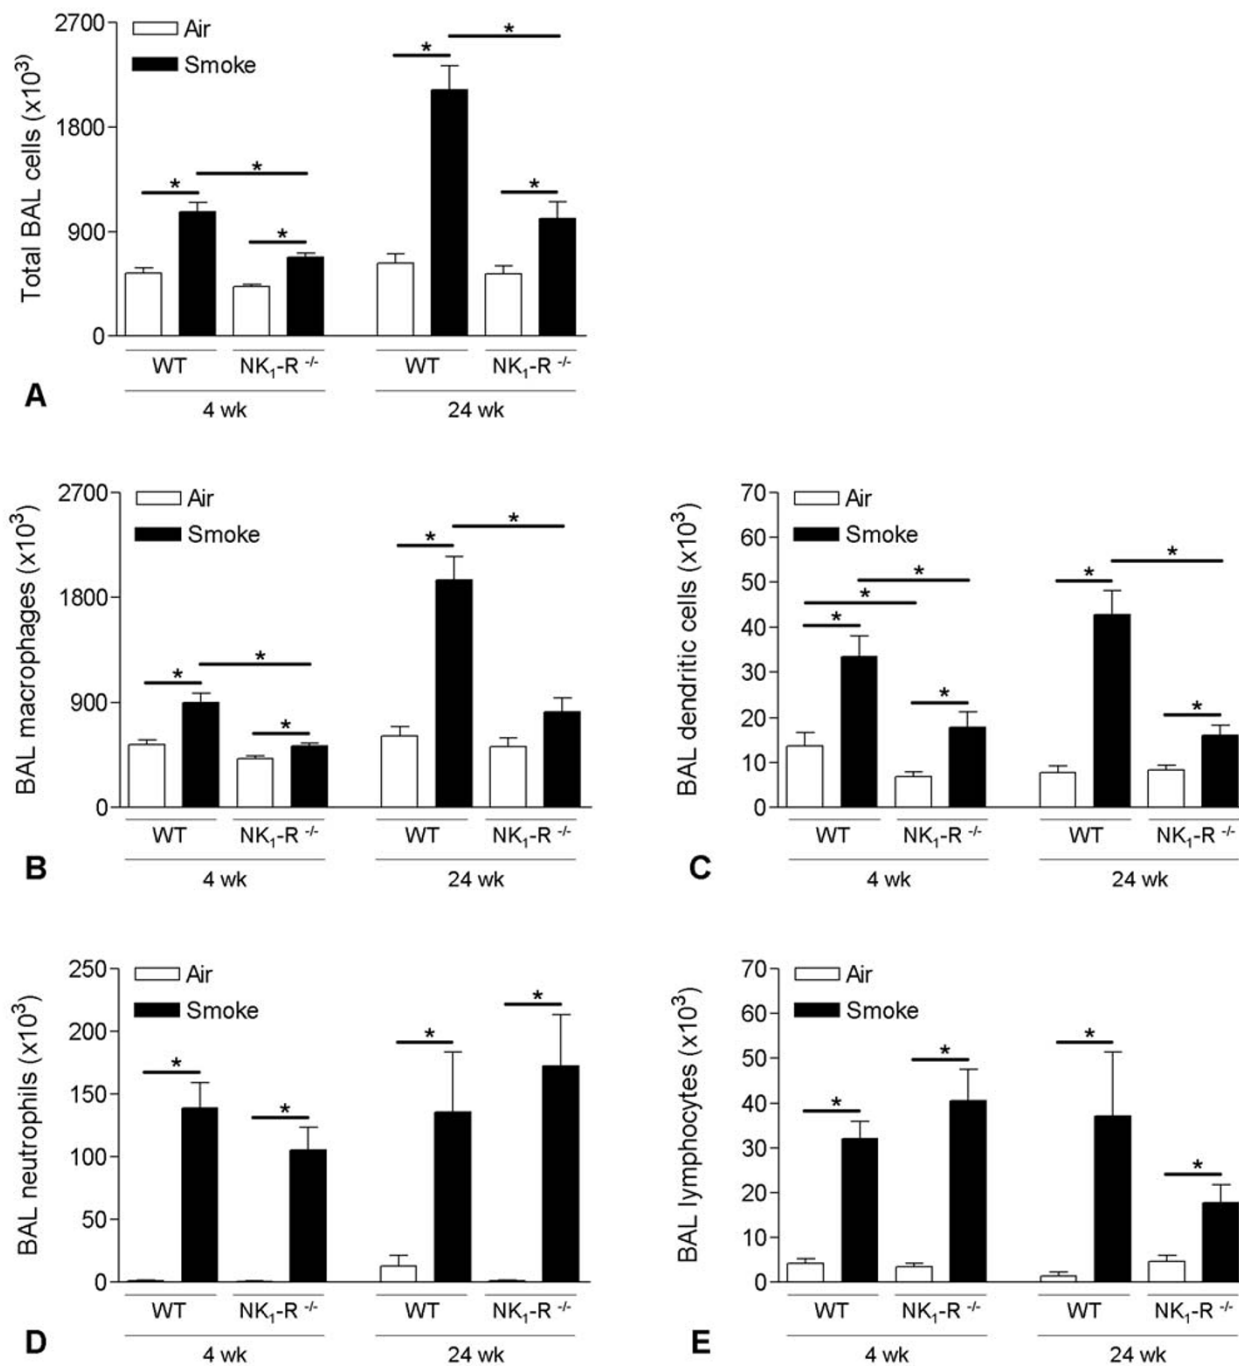 Total BAL cells (x10³)
2700
1800
900
0
Air
Smoke
*
*
*
*
*
*
WT
NK₁-R -/-
WT
NK₁-R -/-
4 wk
24 wk
A
BAL macrophages (x10³)
2700
1800
900
0
Air
Smoke
*
*
*
*
*
WT
NK₁-R -/-
WT
NK₁-R -/-
4 wk
24 wk
B
BAL dendritic cells (x10³)
70
60
50
40
30
20
10
0
Air
Smoke
*
*
*
*
*
*
*
WT
NK₁-R -/-
WT
NK₁-R -/-
4 wk
24 wk
C
BAL neutrophils (x10³)
250
200
150
100
50
0
Air
Smoke
*
*
*
*
WT
NK₁-R -/-
WT
NK₁-R -/-
4 wk
24 wk
D
BAL lymphocytes (x10³)
70
60
50
40
30
20
10
0
Air
Smoke
*
*
*
*
WT
NK₁-R -/-
WT
NK₁-R -/-
4 wk
24 wk
E